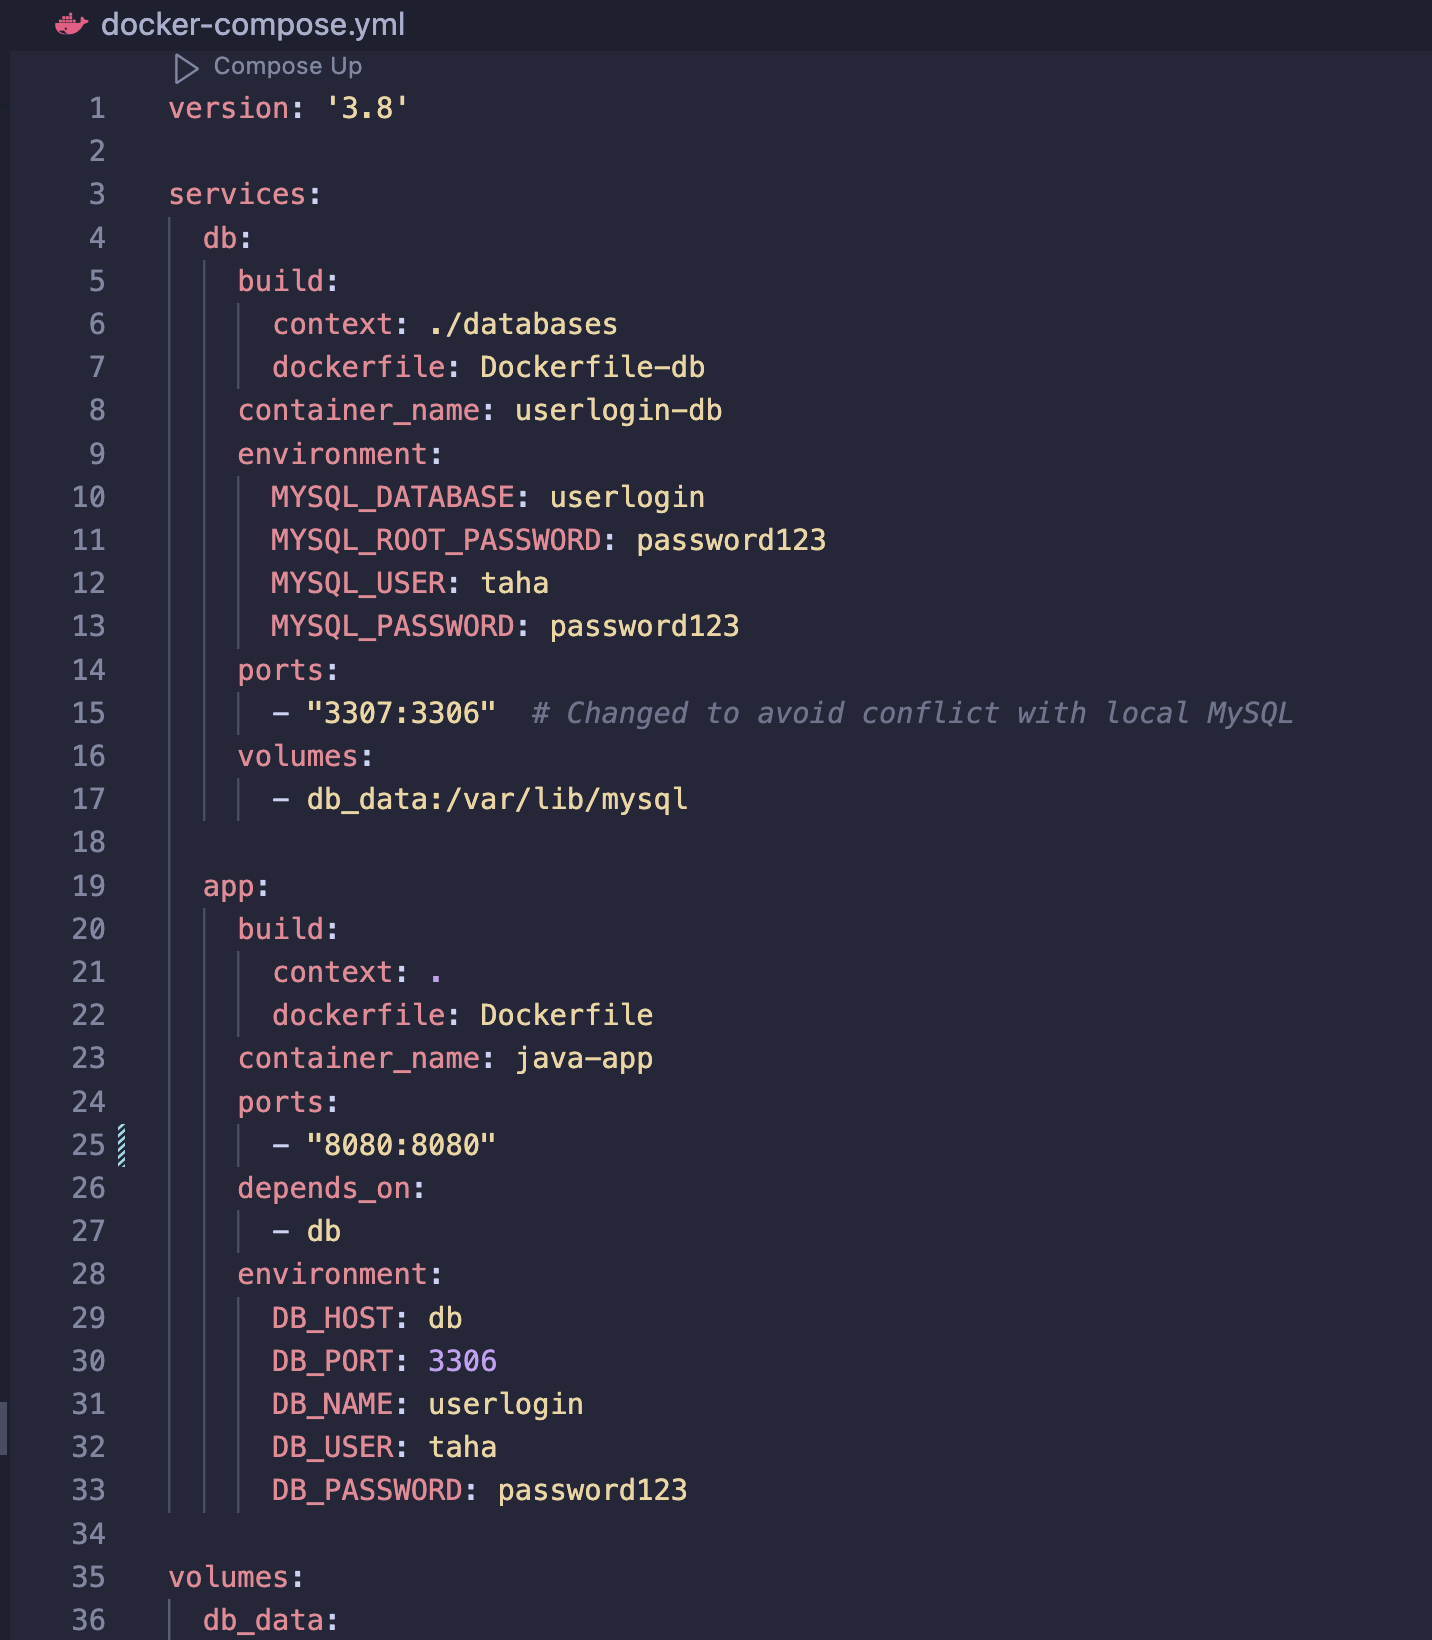 docker-compose.yml
Compose Up
1 version: '3.8'
2
3 services:
4   db:
5     build:
6       context: ./databases
7       dockerfile: Dockerfile-db
8     container_name: userlogin-db
9     environment:
10       MYSQL_DATABASE: userlogin
11       MYSQL_ROOT_PASSWORD: password123
12       MYSQL_USER: taha
13       MYSQL_PASSWORD: password123
14     ports:
15       - "3307:3306"  # Changed to avoid conflict with local MySQL
16     volumes:
17       - db_data:/var/lib/mysql
18
19   app:
20     build:
21       context: .
22       dockerfile: Dockerfile
23     container_name: java-app
24     ports:
25       - "8080:8080"
26     depends_on:
27       - db
28     environment:
29       DB_HOST: db
30       DB_PORT: 3306
31       DB_NAME: userlogin
32       DB_USER: taha
33       DB_PASSWORD: password123
34
35 volumes:
36   db_data: